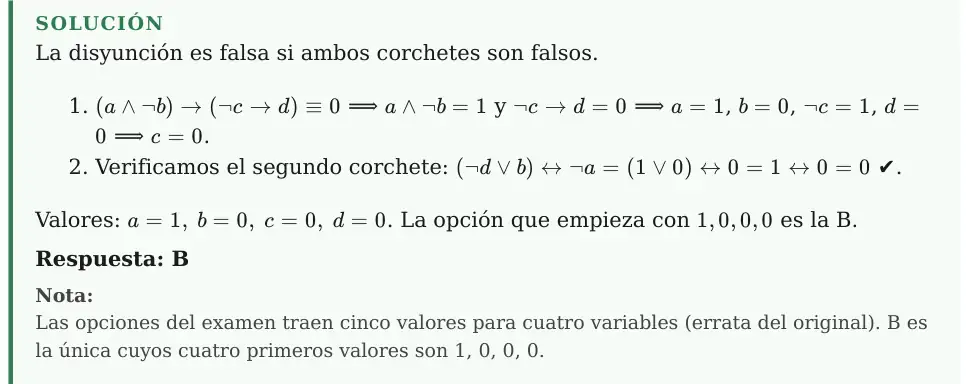 SOLUCIÓN
La disyunción es falsa si ambos corchetes son falsos.
1. (a ∧ ¬b) → (¬c → d) ≡ 0 ⟹ a ∧ ¬b = 1 y ¬c → d = 0 ⟹ a = 1, b = 0, ¬c = 1, d =
0 ⟹ c = 0.
2. Verificamos el segundo corchete: (¬d ∨ b) ↔ ¬a = (1 ∨ 0) ↔ 0 = 1 ↔ 0 = 0 ✔.
Valores: a = 1, b = 0, c = 0, d = 0. La opción que empieza con 1, 0, 0, 0 es la B.
Respuesta: B
Nota:
Las opciones del examen traen cinco valores para cuatro variables (errata del original). B es
la única cuyos cuatro primeros valores son 1, 0, 0, 0.